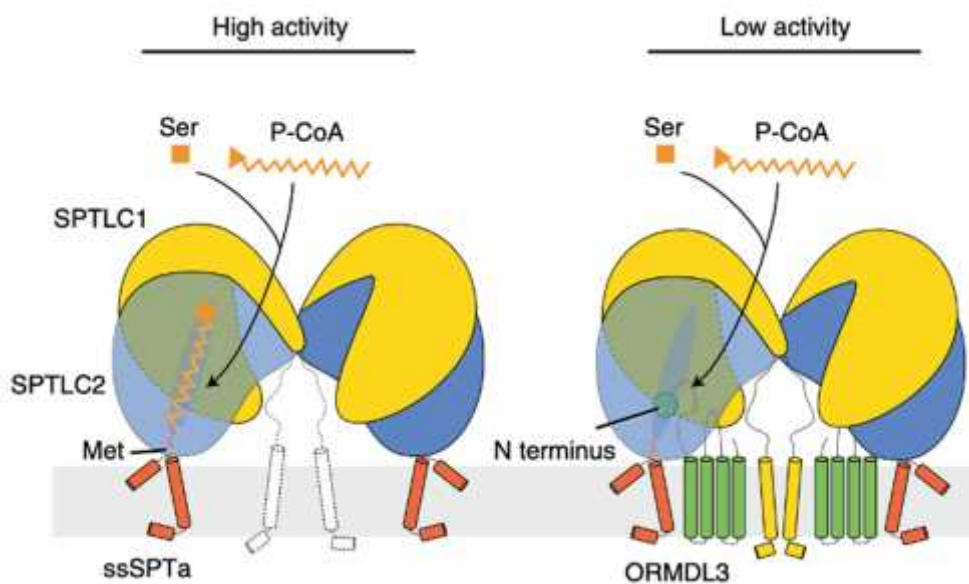 High activity
Low activity
Ser
P-CoA
Ser
P-CoA
SPTLC1
SPTLC2
Met
N terminus
ssSPTa
ORMDL3